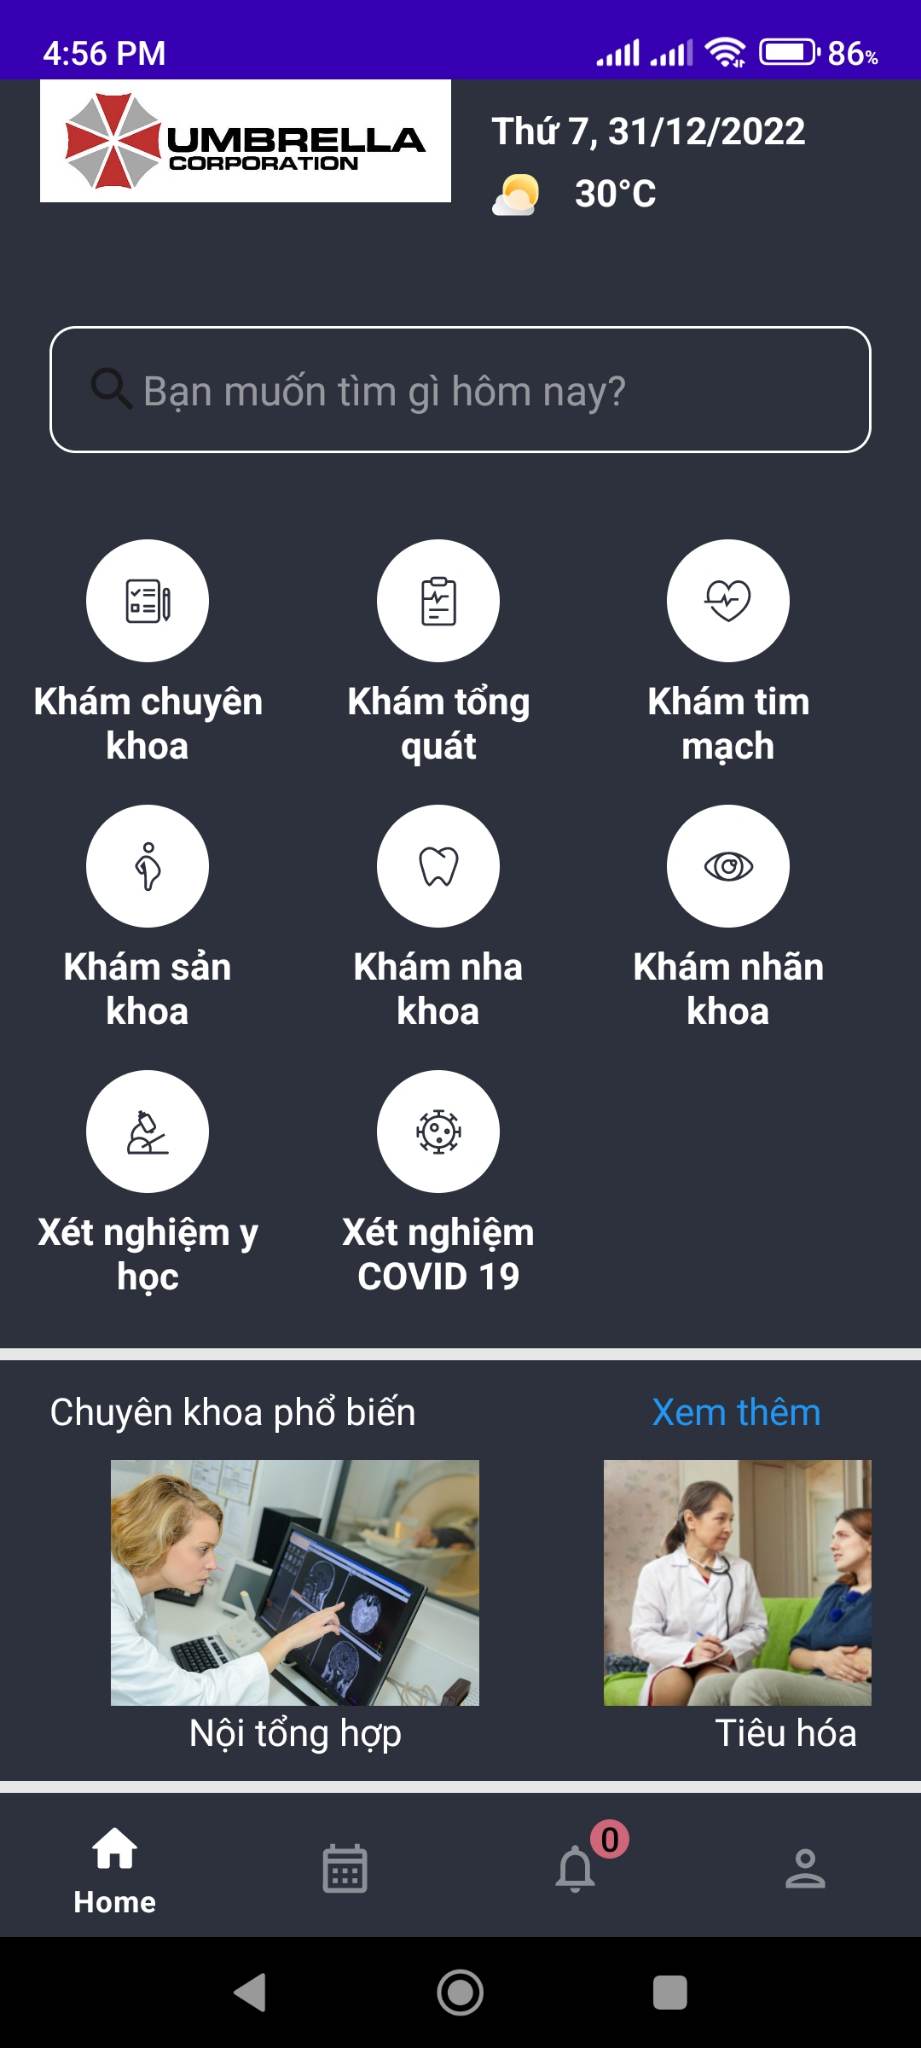 4:56 PM
86%
UMBRELLA
CORPORATION
Thứ 7, 31/12/2022
30°C
Bạn muốn tìm gì hôm nay?
Khám chuyên
khoa
Khám tổng
quát
Khám tim
mạch
Khám sản
khoa
Khám nha
khoa
Khám nhãn
khoa
Xét nghiệm y
học
Xét nghiệm
COVID 19
Chuyên khoa phổ biến
Xem thêm
Nội tổng hợp
Tiêu hóa
0
Home